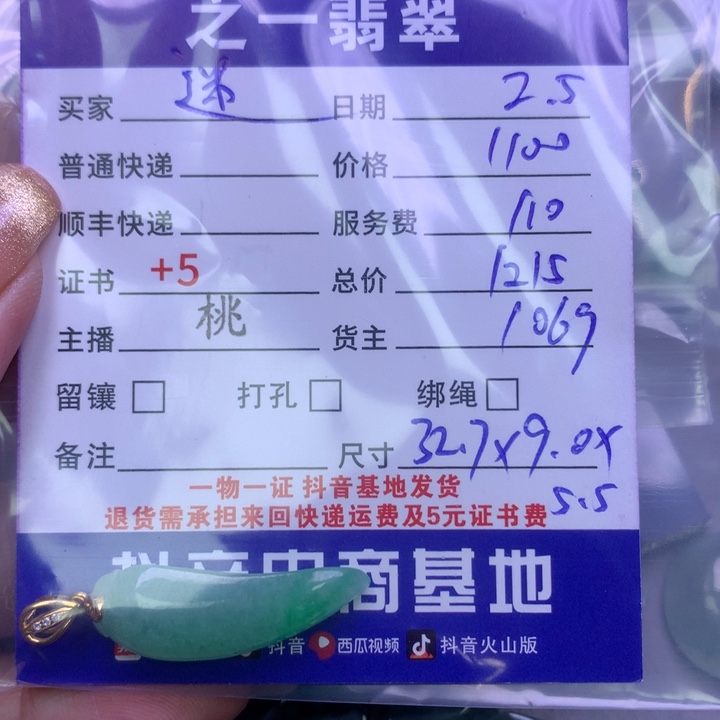 之一翡翠
买家 迷 日期 2.5
普通快递 价格 1100
顺丰快递 服务费 110
证书 +5 总价 1215
主播 桃 货主 1069
留镶 打孔 绑绳
备注 尺寸 32.7x9.0x
5.5
一物一证 抖音基地发货
退货需承担来回快递运费及5元证书费
抖音电商基地
抖音 西瓜视频 抖音火山版